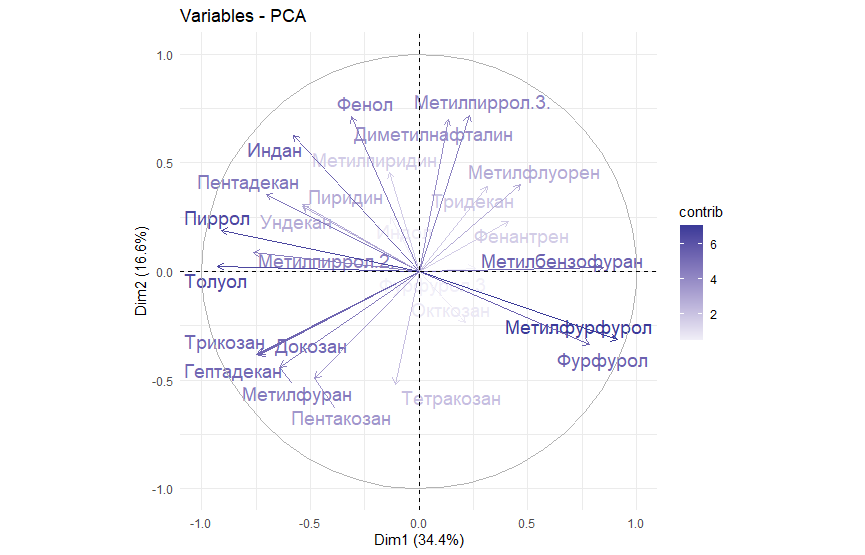 Variables - PCA
1.0
Фенол
Метилпиррол.3.
Диметилнафталин
Индан
Метилпиридин
0.5
Метилфлуорен
Пентадекан
Пиридин
Тридекан
Пиррол
Ундекан
Фенантрен
Метилпиррол.2.
Метилбензофуран
0.0
Толуол
Окткозан
Метилфурфурол
Трикозан
Докозан
Фурфурол
Гептадекан
Метилфуран
Тетракозан
Пентакозан
-0.5
-1.0
-1.0
-0.5
0.0
0.5
1.0
Dim1 (34.4%)
Dim2 (16.6%)
contrib
6
4
2